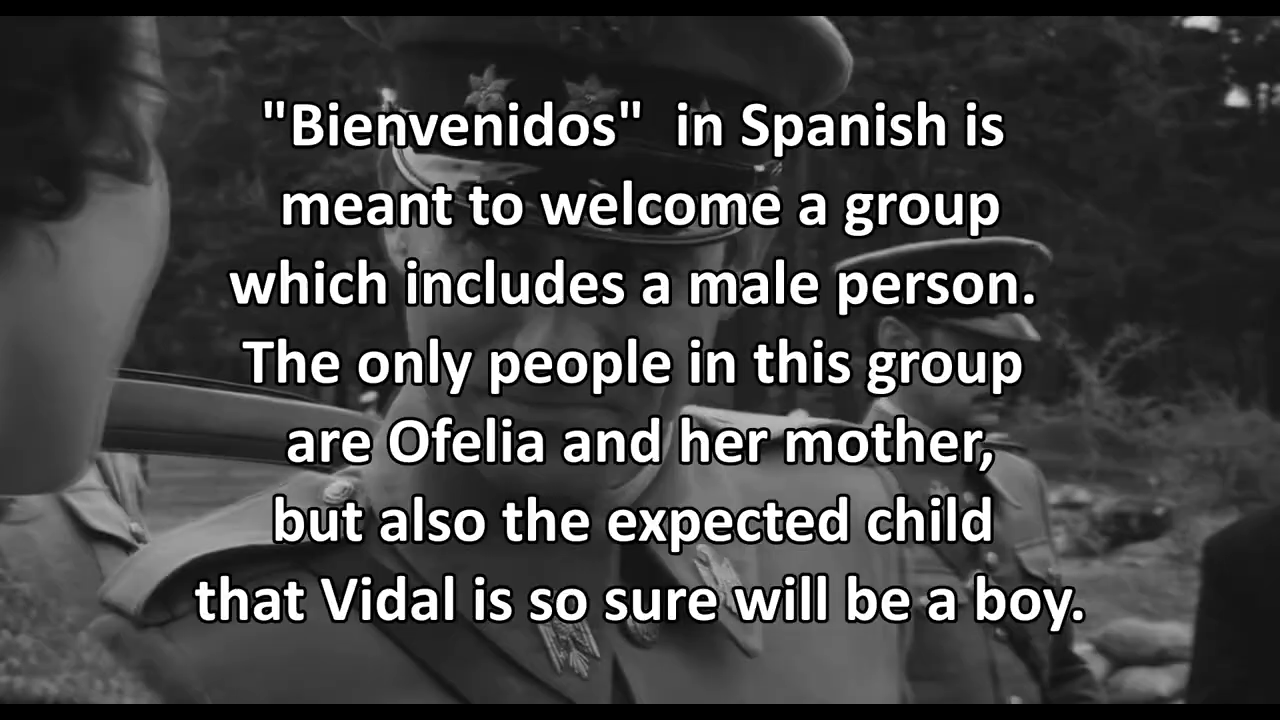 "Bienvenidos"  in Spanish is
meant to welcome a group
which includes a male person.
The only people in this group
are Ofelia and her mother,
but also the expected child
that Vidal is so sure will be a boy.